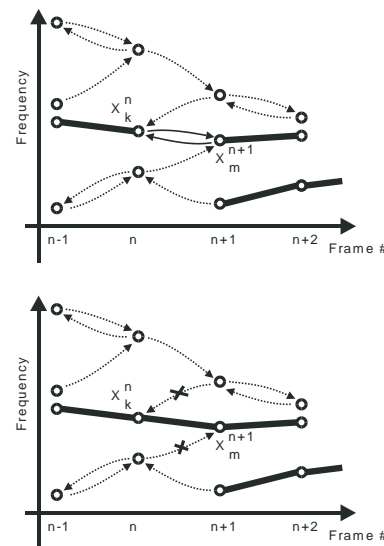 Frequency
X n k
X n+1 m
n-1 n n+1 n+2
Frame #
Frequency
X n k
X n+1 m
n-1 n n+1 n+2
Frame #